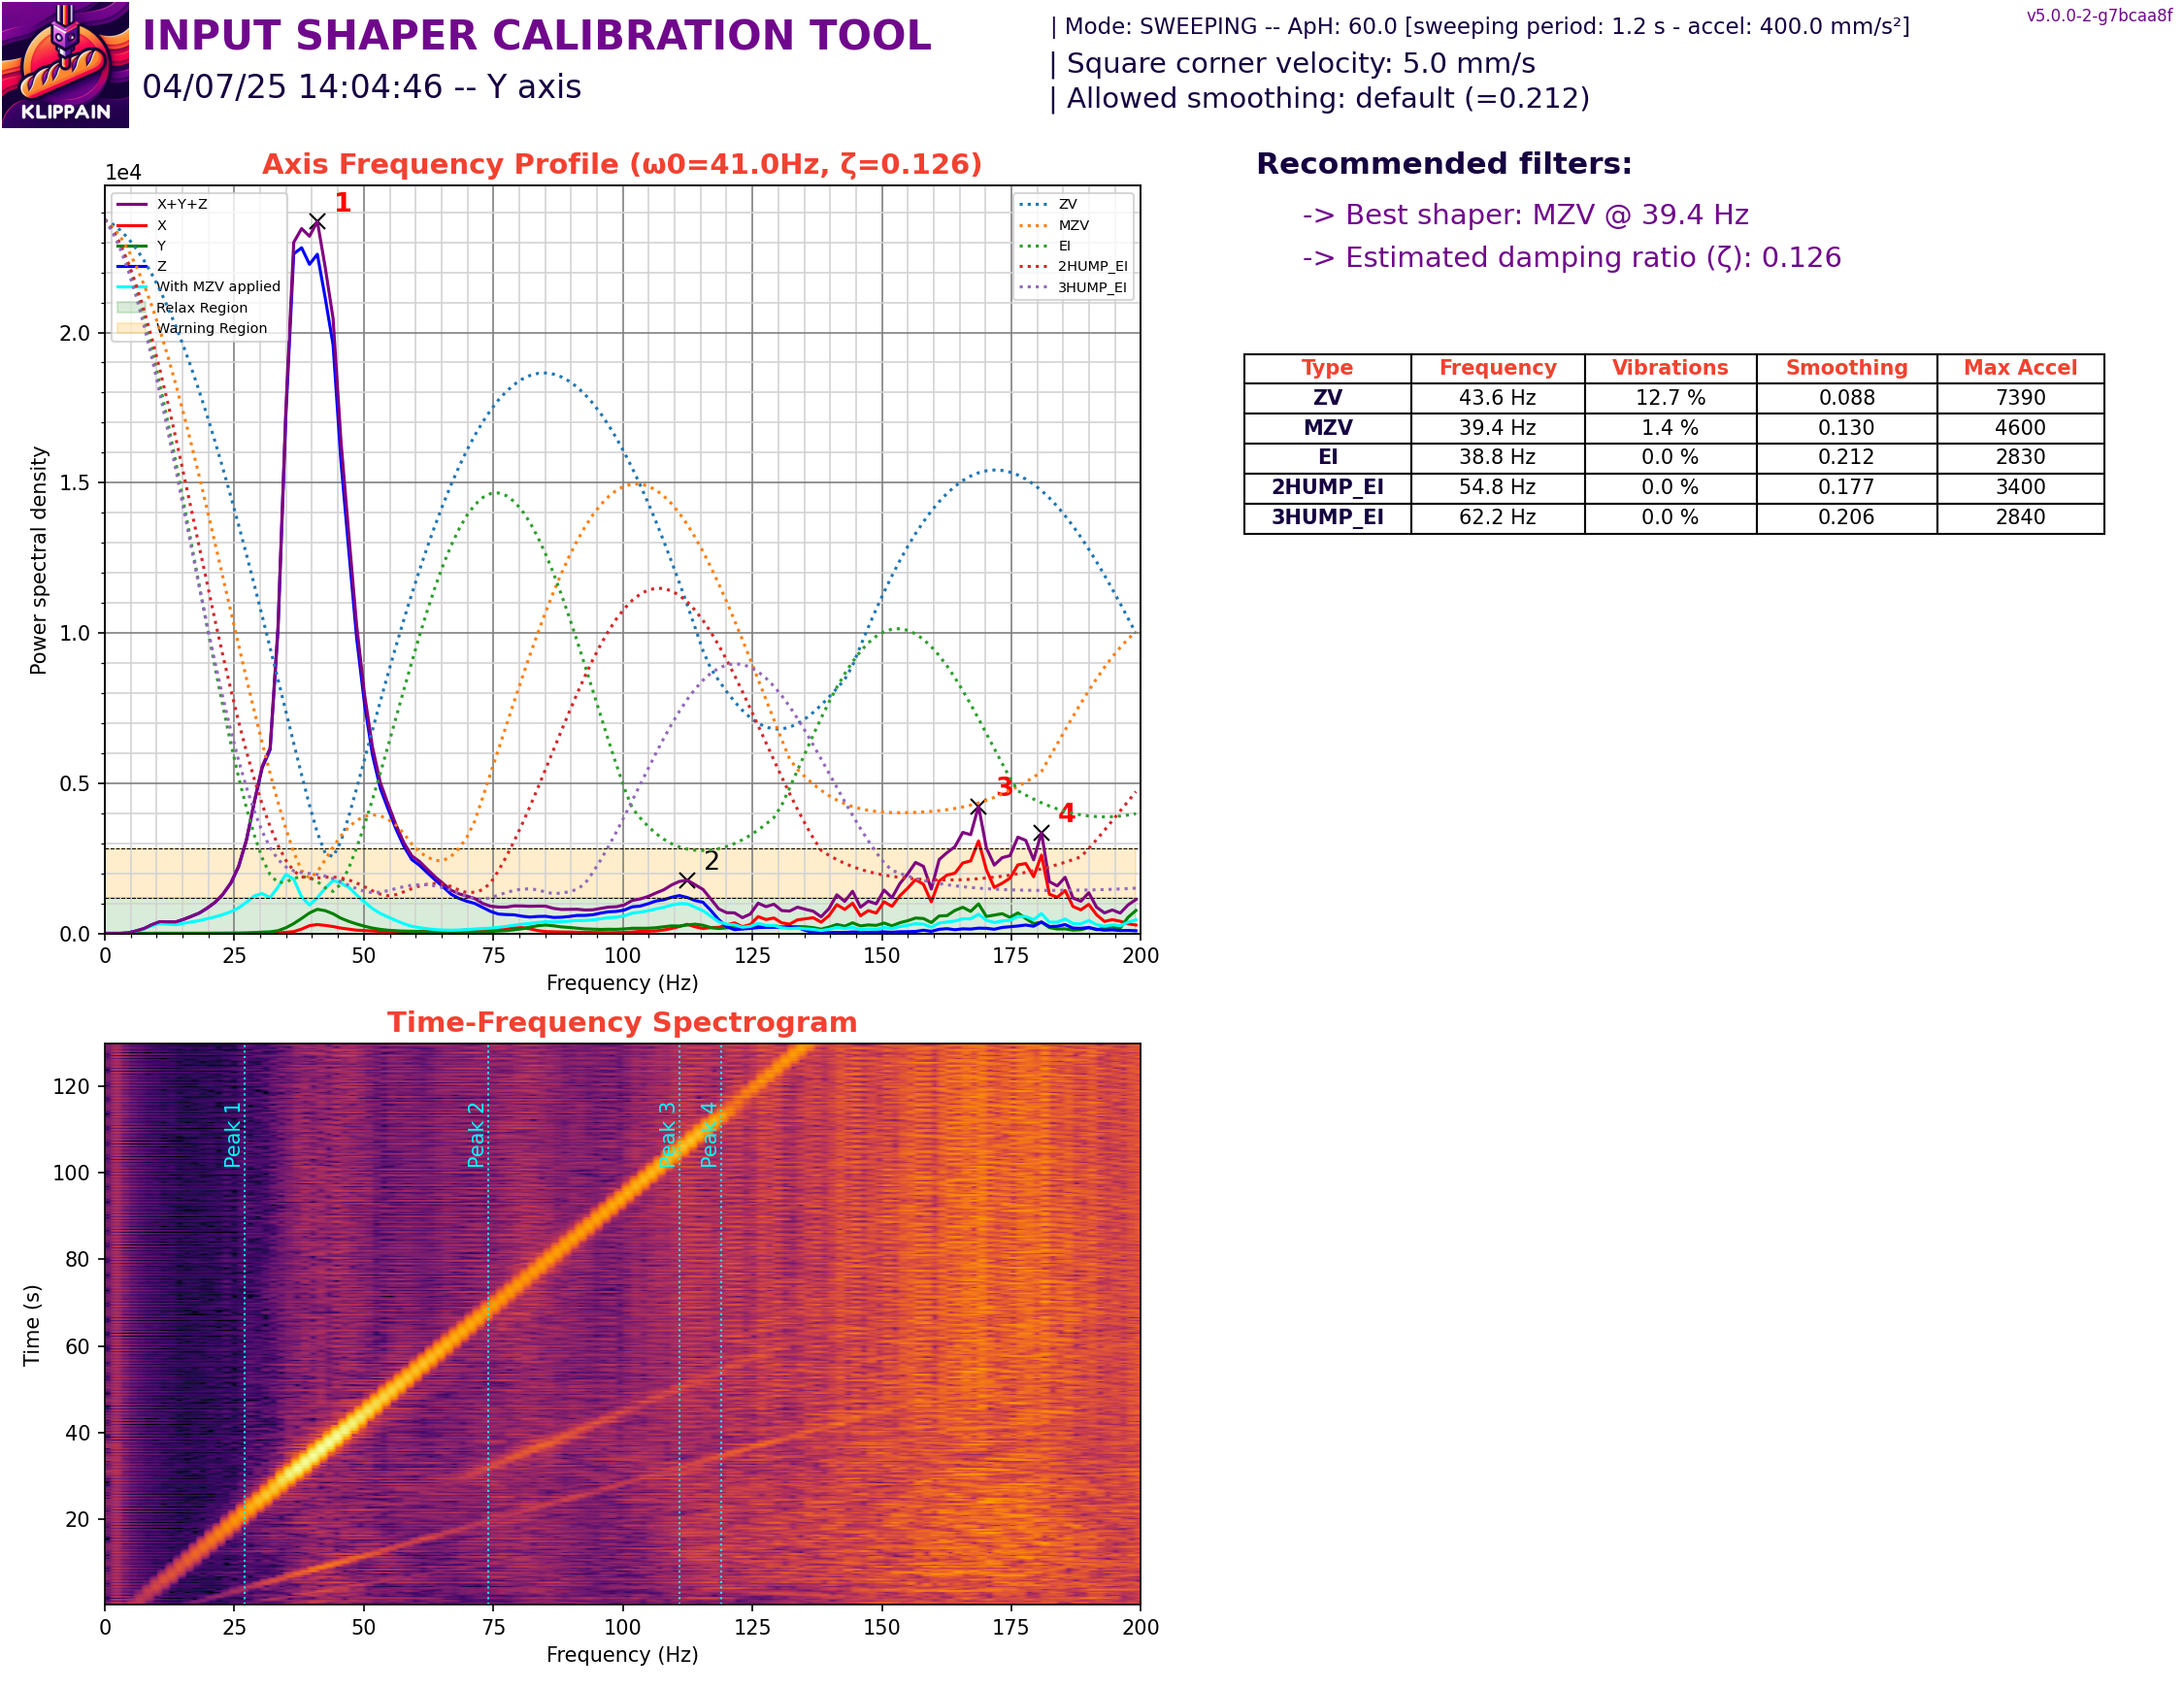 KLIPPAIN
INPUT SHAPER CALIBRATION TOOL
04/07/25 14:04:46 -- Y axis
| Mode: SWEEPING -- ApH: 60.0 [sweeping period: 1.2 s - accel: 400.0 mm/s²]
| Square corner velocity: 5.0 mm/s
| Allowed smoothing: default (=0.212)
v5.0.0-2-g7bcaa8f
Axis Frequency Profile (ω0=41.0Hz, ζ=0.126)
1e4
X+Y+Z
X
Y
Z
With MZV applied
Relax Region
Warning Region
ZV
MZV
EI
2HUMP_EI
3HUMP_EI
1
2
3
4
Power spectral density
2.0
1.5
1.0
0.5
0.0
0 25 50 75 100 125 150 175 200
Frequency (Hz)
Recommended filters:
-> Best shaper: MZV @ 39.4 Hz
-> Estimated damping ratio (ζ): 0.126
Type Frequency Vibrations Smoothing Max Accel
ZV 43.6 Hz 12.7 % 0.088 7390
MZV 39.4 Hz 1.4 % 0.130 4600
EI 38.8 Hz 0.0 % 0.212 2830
2HUMP_EI 54.8 Hz 0.0 % 0.177 3400
3HUMP_EI 62.2 Hz 0.0 % 0.206 2840
Time-Frequency Spectrogram
Peak 1
Peak 2
Peak 3
Peak 4
Time (s)
120
100
80
60
40
20
0 25 50 75 100 125 150 175 200
Frequency (Hz)